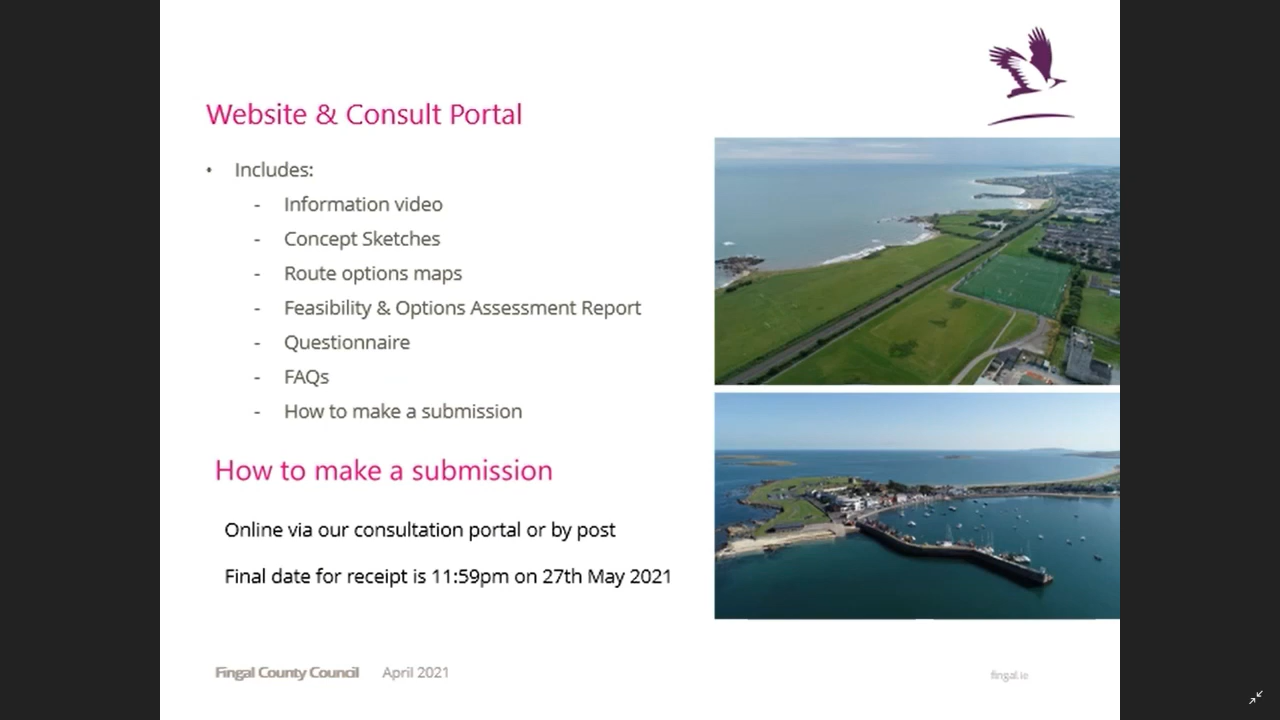 Website & Consult Portal
• Includes:
- Information video
- Concept Sketches
- Route options maps
- Feasibility & Options Assessment Report
- Questionnaire
- FAQs
- How to make a submission
How to make a submission
Online via our consultation portal or by post
Final date for receipt is 11:59pm on 27th May 2021
Fingal County Council April 2021
fingal.ie